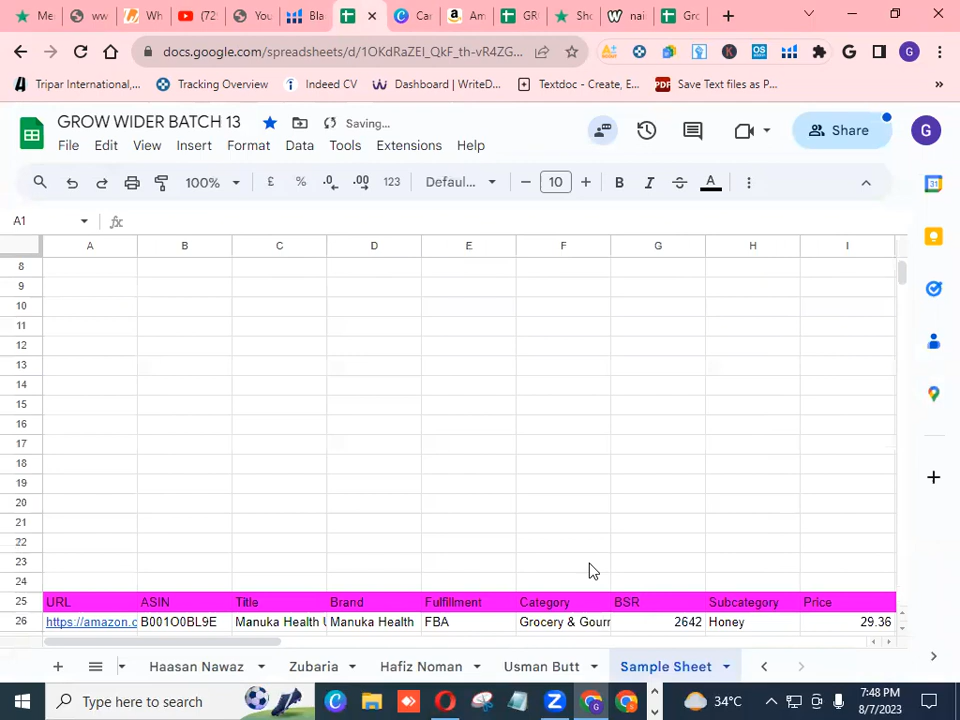 Me
ww
Wh
(72
You
Bla
Car
Am
GR
Sho
nai
Gro
docs.google.com/spreadsheets/d/1OKdRaZEI_QkF_th-vR4ZG...
Tripar International,...
Tracking Overview
Indeed CV
Dashboard | WriteD...
Textdoc - Create, E...
Save Text files as P...
»
GROW WIDER BATCH 13
Saving...
Share
G
File Edit View Insert Format Data Tools Extensions Help
100% £ % .0 .00 123 Defaul... 10 B I A
A1 fx
A B C D E F G H I
8
9
10
11
12
13
14
15
16
17
18
19
20
21
22
23
24
25 URL ASIN Title Brand Fulfillment Category BSR Subcategory Price
26 https://amazon.c B001O0BL9E Manuka Health U Manuka Health FBA Grocery & Gourr 2642 Honey 29.36
Haasan Nawaz Zubaria Hafiz Noman Usman Butt Sample Sheet
Type here to search
34°C
7:48 PM
8/7/2023